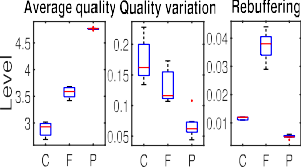 Average quality
Quality variation
Rebuffering
Level
4.5
4
3.5
3
C F P
0.2
0.15
0.1
0.05
C F P
0.04
0.03
0.02
0.01
C F P